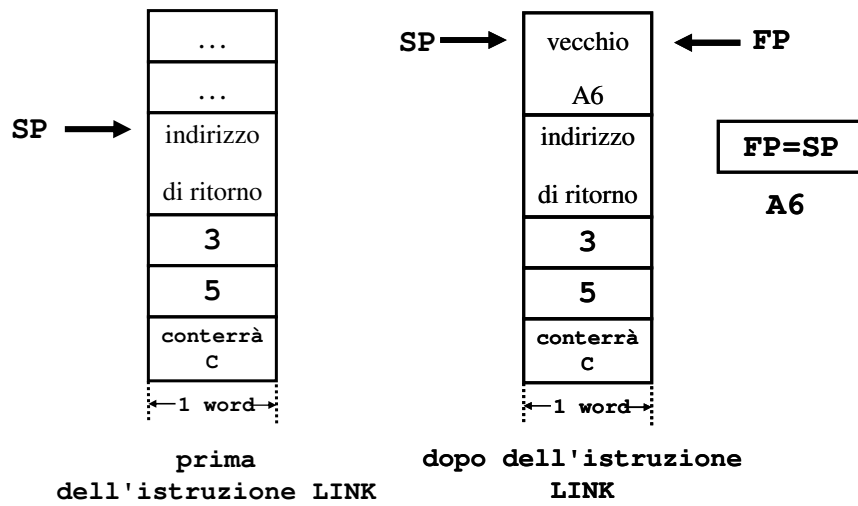 …
…
SP
indirizzo
di ritorno
3
5
conterrà
C
1 word
prima
dell'istruzione LINK
SP
vecchio
A6
FP
indirizzo
di ritorno
3
5
conterrà
C
1 word
dopo dell'istruzione
LINK
FP=SP
A6